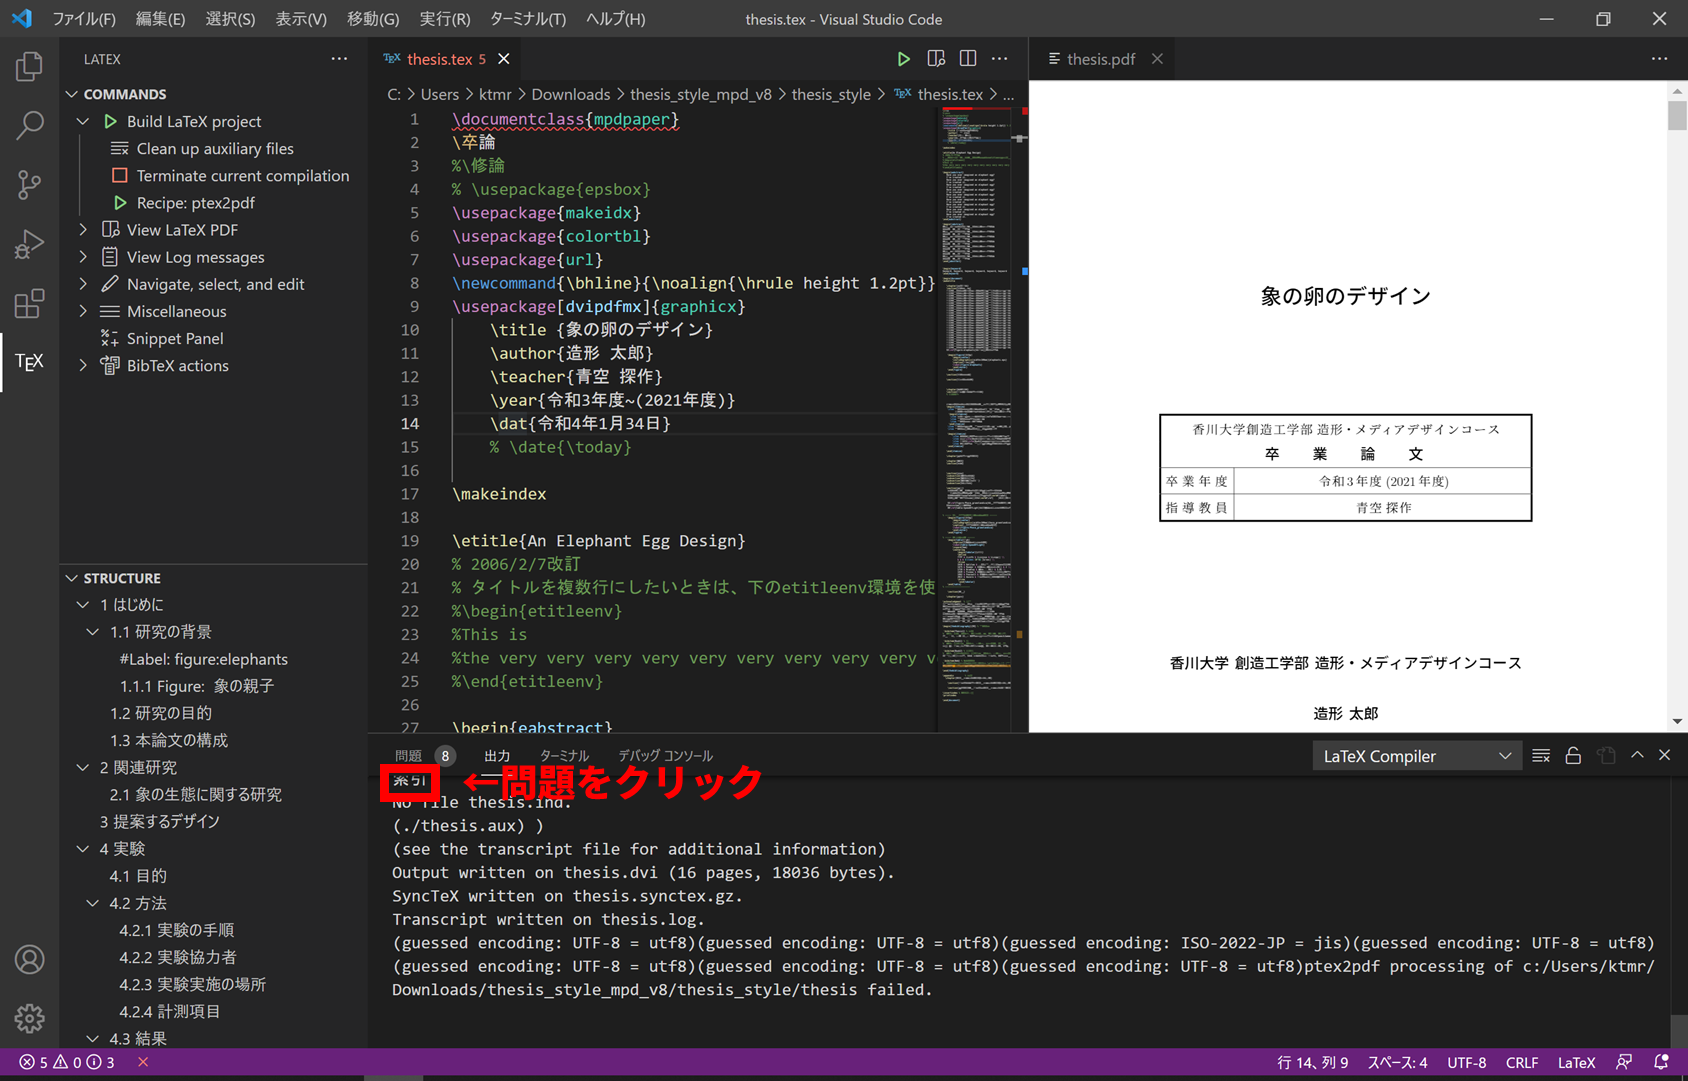 ファイル(F) 編集(E) 選択(S) 表示(V) 移動(G) 実行(R) ターミナル(T) ヘルプ(H) thesis.tex - Visual Studio Code
LATEX
COMMANDS
Build LaTeX project
Clean up auxiliary files
Terminate current compilation
Recipe: ptex2pdf
View LaTeX PDF
View Log messages
Navigate, select, and edit
Miscellaneous
Snippet Panel
BibTeX actions
TEX
STRUCTURE
1 はじめに
1.1 研究の背景
#Label: figure:elephants
1.1.1 Figure: 象の親子
1.2 研究の目的
1.3 本論文の構成
2 関連研究
2.1 象の生態に関する研究
3 提案するデザイン
4 実験
4.1 目的
4.2 方法
4.2.1 実験の手順
4.2.2 実験協力者
4.2.3 実験実施の場所
4.2.4 計測項目
4.3 結果
TEX thesis.tex 5
C: > Users > ktmr > Downloads > thesis_style_mpd_v8 > thesis_style > TEX thesis.tex > ...
1 \documentclass{mpdpaper}
2 \卒論
3 %\修論
4 % \usepackage{epsbox}
5 \usepackage{makeidx}
6 \usepackage{colortbl}
7 \usepackage{url}
8 \newcommand{\bhline}{\noalign{\hrule height 1.2pt}}
9 \usepackage[dvipdfmx]{graphicx}
10 \title {象の卵のデザイン}
11 \author{造形 太郎}
12 \teacher{青空 探作}
13 \year{令和3年度~(2021年度)}
14 \dat{令和4年1月34日}
15 % \date{\today}
16
17 \makeindex
18
19 \etitle{An Elephant Egg Design}
20 % 2006/2/7改訂
21 % タイトルを複数行にしたいときは、下のetitleenv環境を使
22 %\begin{etitleenv}
23 %This is
24 %the very very very very very very very very very v
25 %\end{etitleenv}
26
27 \begin{eabstract}
thesis.pdf
象の卵のデザイン
香川大学創造工学部 造形・メディアデザインコース
卒 業 論 文
卒業年度 令和3年度 (2021年度)
指導教員 青空 探作
香川大学 創造工学部 造形・メディアデザインコース
造形 太郎
問題 8 出力 ターミナル デバッグ コンソール LaTeX Compiler
索引
←問題をクリック
No file thesis.ind.
(./thesis.aux) )
(see the transcript file for additional information)
Output written on thesis.dvi (16 pages, 18036 bytes).
SyncTeX written on thesis.synctex.gz.
Transcript written on thesis.log.
(guessed encoding: UTF-8 = utf8)(guessed encoding: UTF-8 = utf8)(guessed encoding: ISO-2022-JP = jis)(guessed encoding: UTF-8 = utf8)
(guessed encoding: UTF-8 = utf8)(guessed encoding: UTF-8 = utf8)(guessed encoding: UTF-8 = utf8)ptex2pdf processing of c:/Users/ktmr/
Downloads/thesis_style_mpd_v8/thesis_style/thesis failed.
5 0 3 行 14、列 9 スペース: 4 UTF-8 CRLF LaTeX